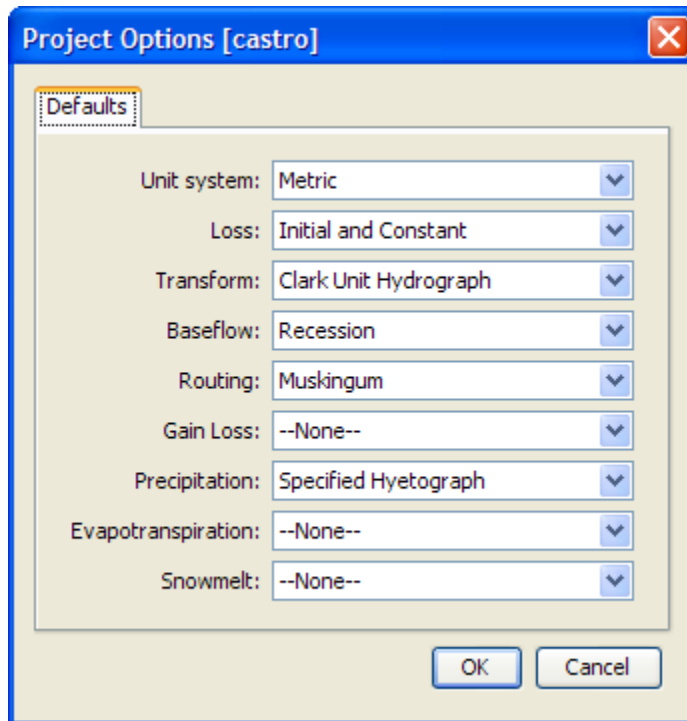 Project Options [castro]
Defaults
Unit system: Metric
Loss: Initial and Constant
Transform: Clark Unit Hydrograph
Baseflow: Recession
Routing: Muskingum
Gain Loss: --None--
Precipitation: Specified Hyetograph
Evapotranspiration: --None--
Snowmelt: --None--
OK Cancel